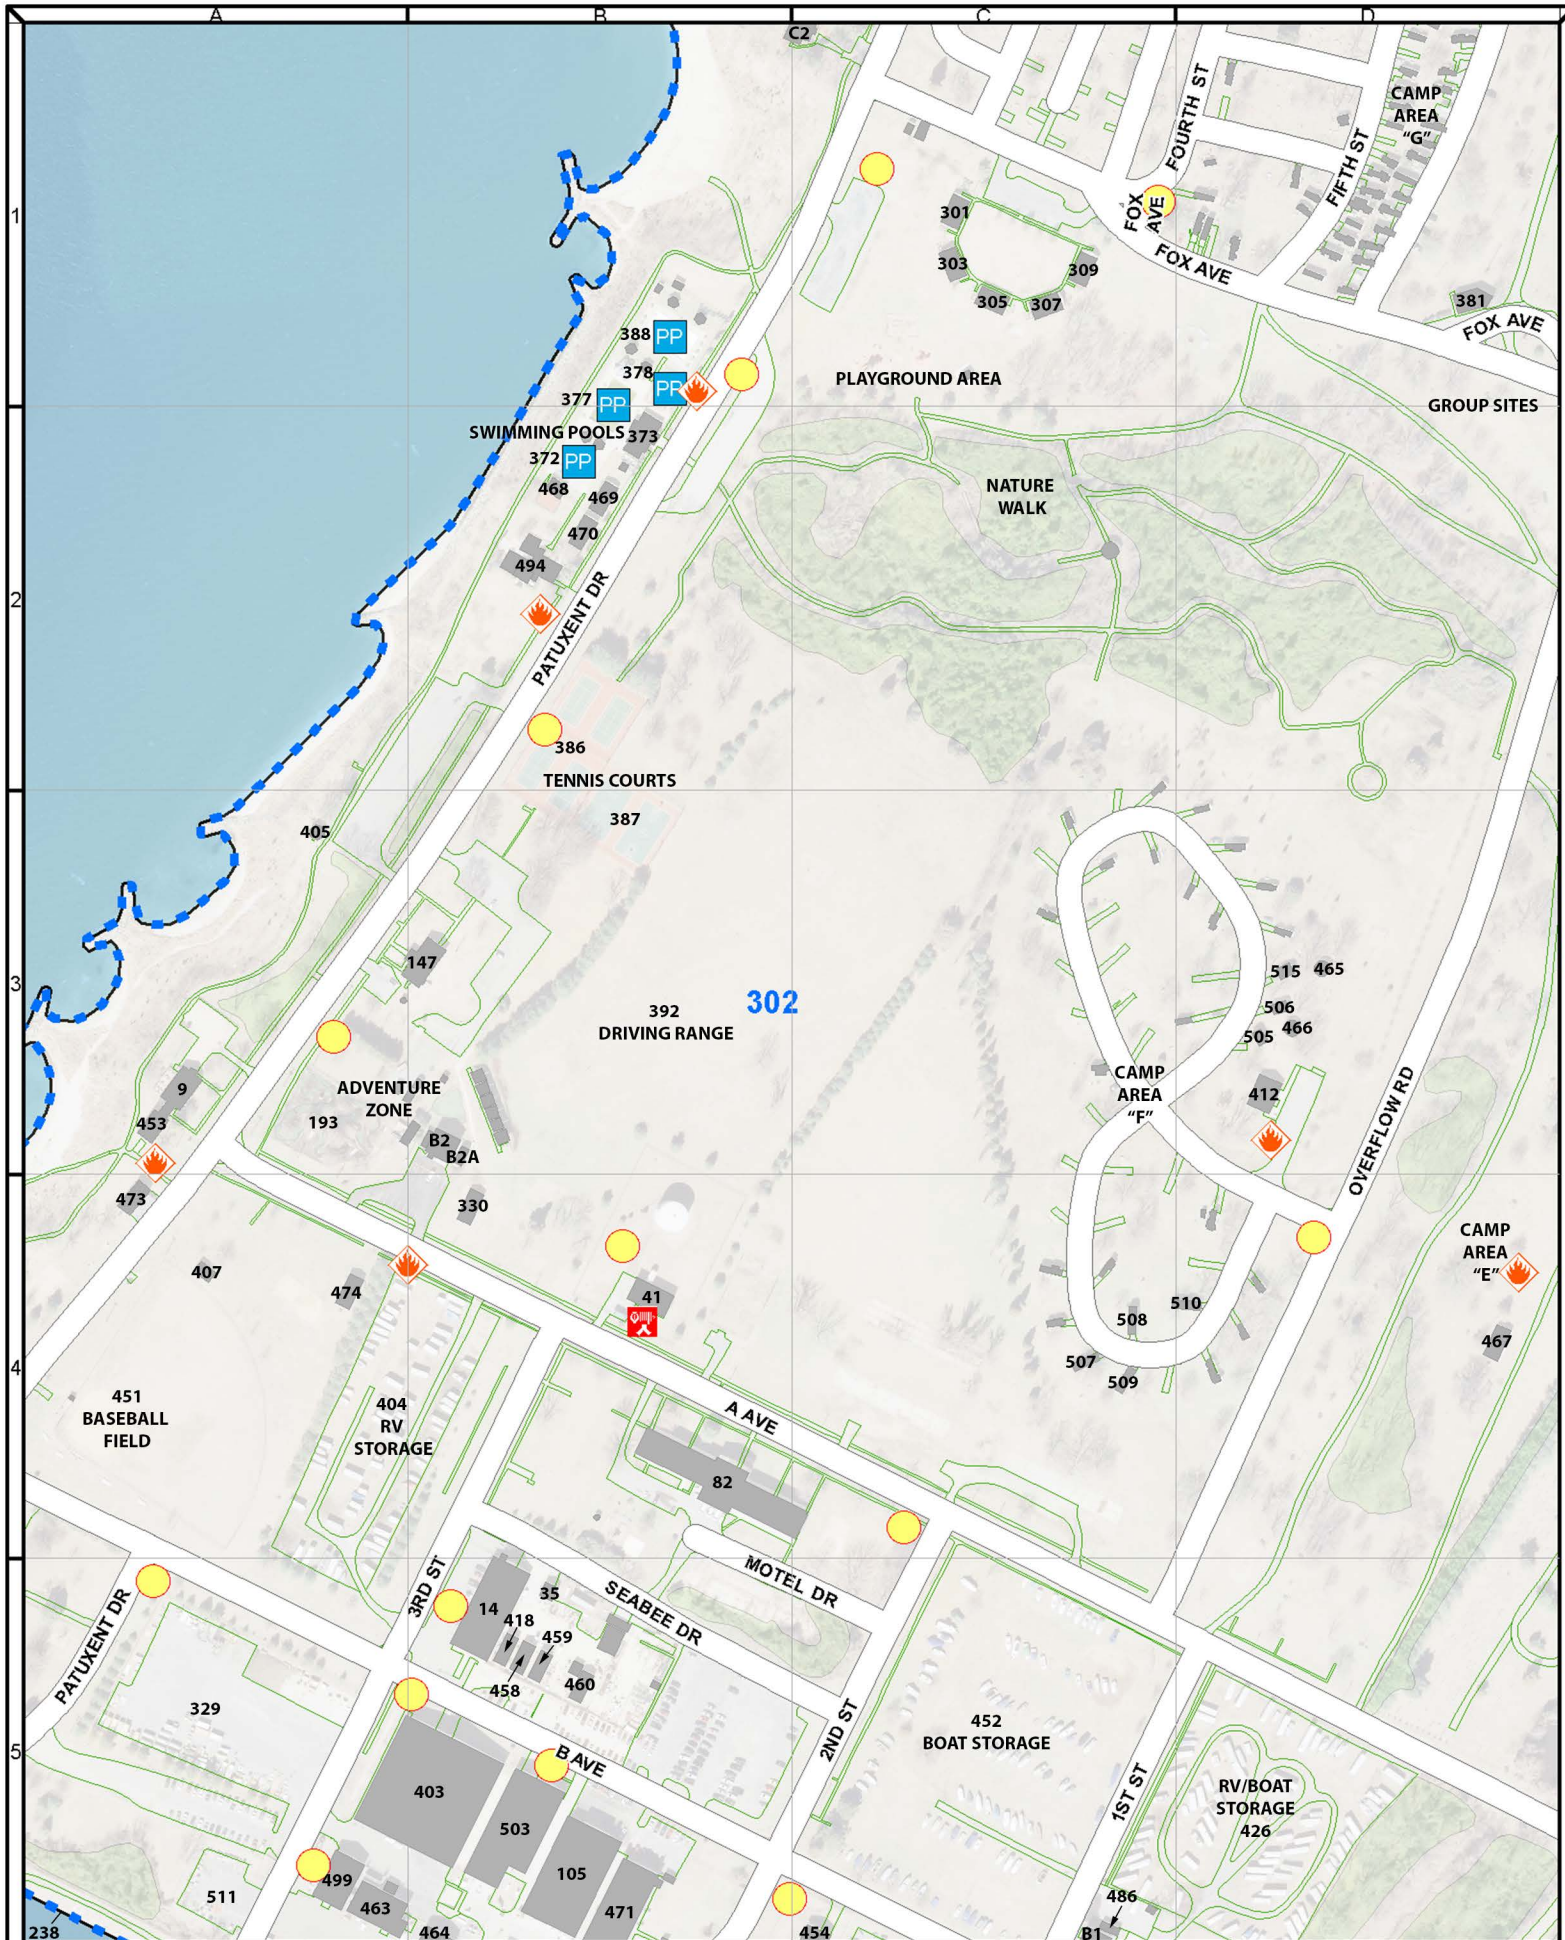 A
B
C
D
C2
CAMP
AREA
"G"
FOURTH ST
FIFTH ST
1
301
FOX
AVE
FOX AVE
303
309
305
307
381
FOX AVE
388
PP
378
PP
PLAYGROUND AREA
377
PP
GROUP SITES
SWIMMING POOLS
373
372
PP
468
469
NATURE
WALK
470
494
2
PATUXENT DR
386
TENNIS COURTS
387
405
147
515
465
3
392
DRIVING RANGE
302
506
466
505
9
ADVENTURE
ZONE
CAMP
AREA
"F"
412
453
193
B2
B2A
OVERFLOW RD
473
330
CAMP
AREA
"E"
407
474
41
510
508
467
4
507
509
451
BASEBALL
FIELD
404
RV
STORAGE
A AVE
82
MOTEL DR
3RD ST
35
SEABEE DR
14
418
459
PATUXENT DR
458
460
329
2ND ST
452
BOAT STORAGE
5
B AVE
403
1ST ST
RV/BOAT
STORAGE
426
503
105
499
511
463
471
486
238
464
454
B1